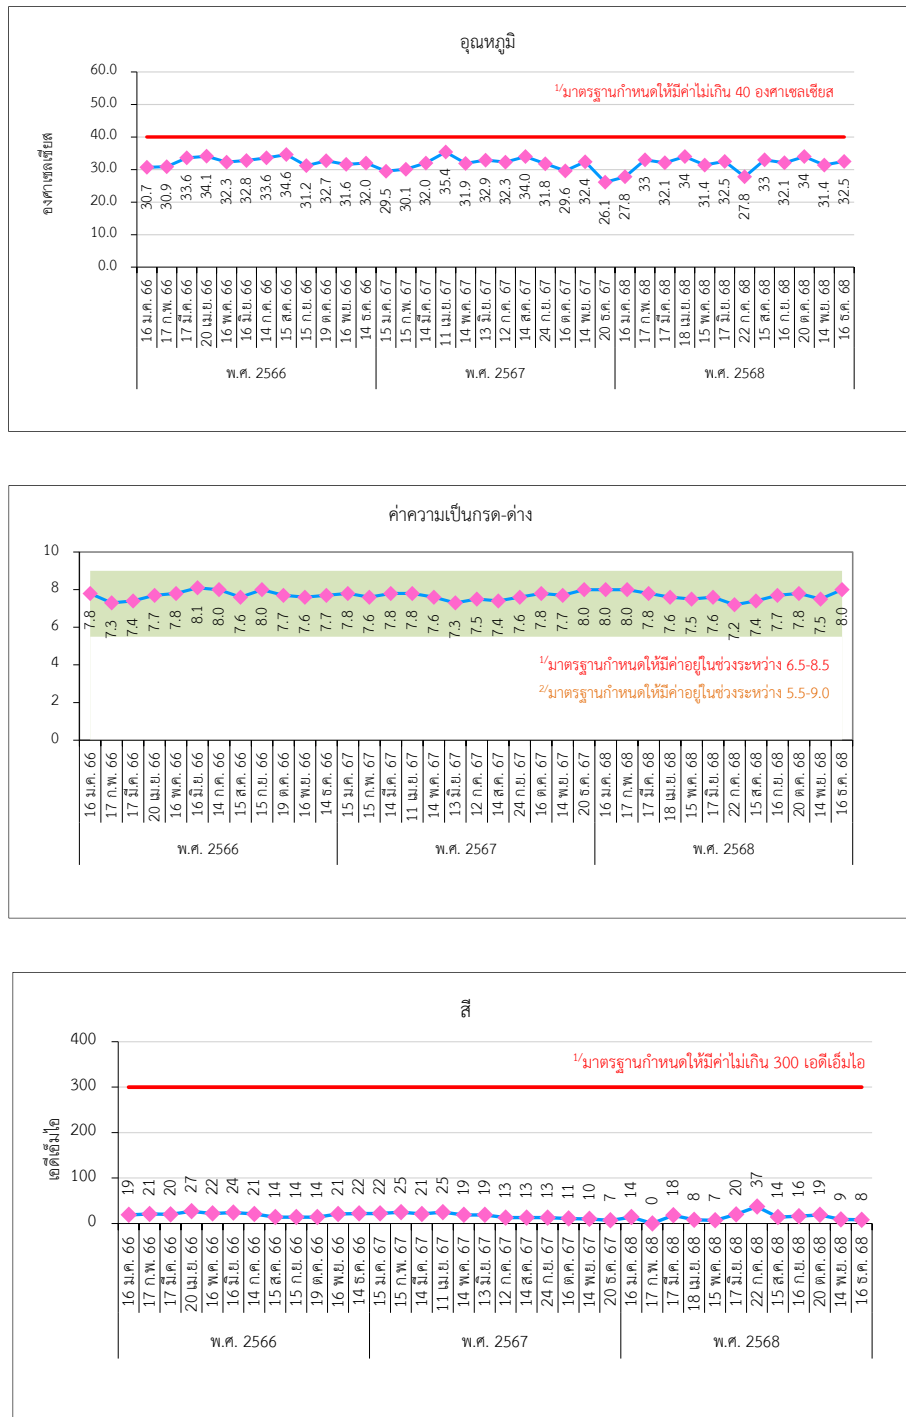 อุณหภูมิ
60.0
50.0
40.0
30.0
20.0
10.0
0.0
องศาเซลเซียส
1/มาตรฐานกำหนดให้มีค่าไม่เกิน 40 องศาเซลเซียส
30.7 30.9 33.6 34.1 32.3 32.8 33.6 34.6 31.2 32.7 31.6 32.0 29.5 30.1 32.0 35.4 31.9 32.9 32.3 34.0 31.8 29.6 32.4 26.1 27.8 33 32.1 34 31.4 32.5 27.8 33 32.1 34 31.4 32.5
16 ม.ค. 66 17 ก.พ. 66 17 มี.ค. 66 20 เม.ย. 66 16 พ.ค. 66 16 มิ.ย. 66 14 ก.ค. 66 15 ส.ค. 66 15 ก.ย. 66 19 ต.ค. 66 16 พ.ย. 66 14 ธ.ค. 66 15 ม.ค. 67 15 ก.พ. 67 14 มี.ค. 67 11 เม.ย. 67 14 พ.ค. 67 13 มิ.ย. 67 12 ก.ค. 67 14 ส.ค. 67 24 ก.ย. 67 16 ต.ค. 67 14 พ.ย. 67 20 ธ.ค. 67 16 ม.ค. 68 17 ก.พ. 68 17 มี.ค. 68 18 เม.ย. 68 15 พ.ค. 68 17 มิ.ย. 68 22 ก.ค. 68 15 ส.ค. 68 16 ก.ย. 68 20 ต.ค. 68 14 พ.ย. 68 16 ธ.ค. 68
พ.ศ. 2566 พ.ศ. 2567 พ.ศ. 2568
ค่าความเป็นกรด-ด่าง
10
8
6
4
2
0
7.8 7.3 7.4 7.7 7.8 8.1 8.0 7.6 8.0 7.7 7.6 7.7 7.8 7.6 7.8 7.8 7.6 7.3 7.5 7.4 7.6 7.8 7.7 8.0 8.0 8.0 7.8 7.6 7.5 7.6 7.2 7.4 7.7 7.8 7.5 8.0
1/มาตรฐานกำหนดให้มีค่าอยู่ในช่วงระหว่าง 6.5-8.5
2/มาตรฐานกำหนดให้มีค่าอยู่ในช่วงระหว่าง 5.5-9.0
16 ม.ค. 66 17 ก.พ. 66 17 มี.ค. 66 20 เม.ย. 66 16 พ.ค. 66 16 มิ.ย. 66 14 ก.ค. 66 15 ส.ค. 66 15 ก.ย. 66 19 ต.ค. 66 16 พ.ย. 66 14 ธ.ค. 66 15 ม.ค. 67 15 ก.พ. 67 14 มี.ค. 67 11 เม.ย. 67 14 พ.ค. 67 13 มิ.ย. 67 12 ก.ค. 67 14 ส.ค. 67 24 ก.ย. 67 16 ต.ค. 67 14 พ.ย. 67 20 ธ.ค. 67 16 ม.ค. 68 17 ก.พ. 68 17 มี.ค. 68 18 เม.ย. 68 15 พ.ค. 68 17 มิ.ย. 68 22 ก.ค. 68 15 ส.ค. 68 16 ก.ย. 68 20 ต.ค. 68 14 พ.ย. 68 16 ธ.ค. 68
พ.ศ. 2566 พ.ศ. 2567 พ.ศ. 2568
สี
400
300
200
100
0
เอดีเอ็มไอ
1/มาตรฐานกำหนดให้มีค่าไม่เกิน 300 เอดีเอ็มไอ
19 21 20 27 22 24 21 14 14 14 21 22 22 25 21 25 19 19 13 13 13 11 10 7 14 0 18 8 7 20 37 14 16 19 9 8
16 ม.ค. 66 17 ก.พ. 66 17 มี.ค. 66 20 เม.ย. 66 16 พ.ค. 66 16 มิ.ย. 66 14 ก.ค. 66 15 ส.ค. 66 15 ก.ย. 66 19 ต.ค. 66 16 พ.ย. 66 14 ธ.ค. 66 15 ม.ค. 67 15 ก.พ. 67 14 มี.ค. 67 11 เม.ย. 67 14 พ.ค. 67 13 มิ.ย. 67 12 ก.ค. 67 14 ส.ค. 67 24 ก.ย. 67 16 ต.ค. 67 14 พ.ย. 67 20 ธ.ค. 67 16 ม.ค. 68 17 ก.พ. 68 17 มี.ค. 68 18 เม.ย. 68 15 พ.ค. 68 17 มิ.ย. 68 22 ก.ค. 68 15 ส.ค. 68 16 ก.ย. 68 20 ต.ค. 68 14 พ.ย. 68 16 ธ.ค. 68
พ.ศ. 2566 พ.ศ. 2567 พ.ศ. 2568